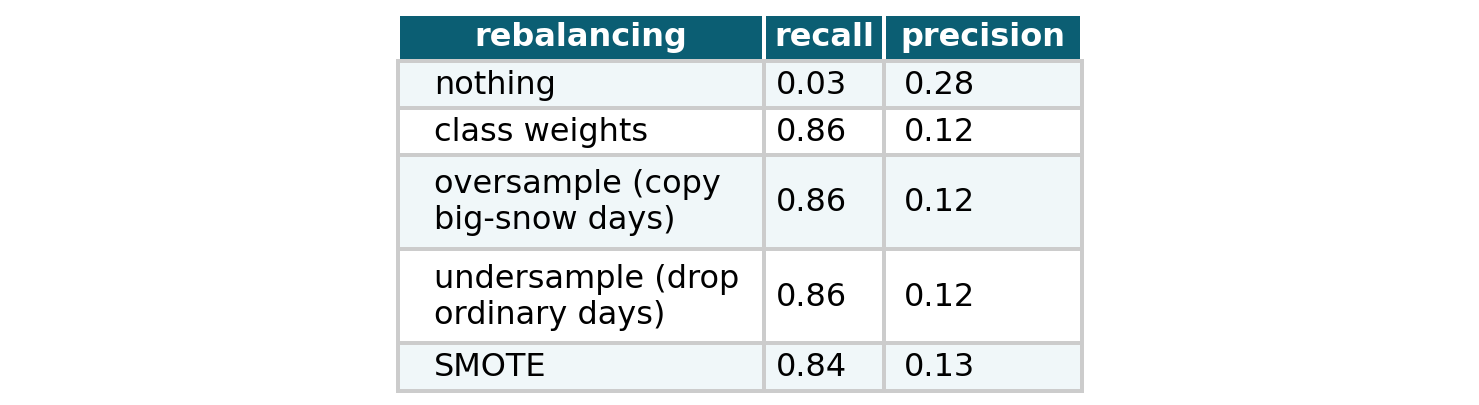 rebalancing recall precision
nothing 0.03 0.28
class weights 0.86 0.12
oversample (copy
big-snow days) 0.86 0.12
undersample (drop
ordinary days) 0.86 0.12
SMOTE 0.84 0.13